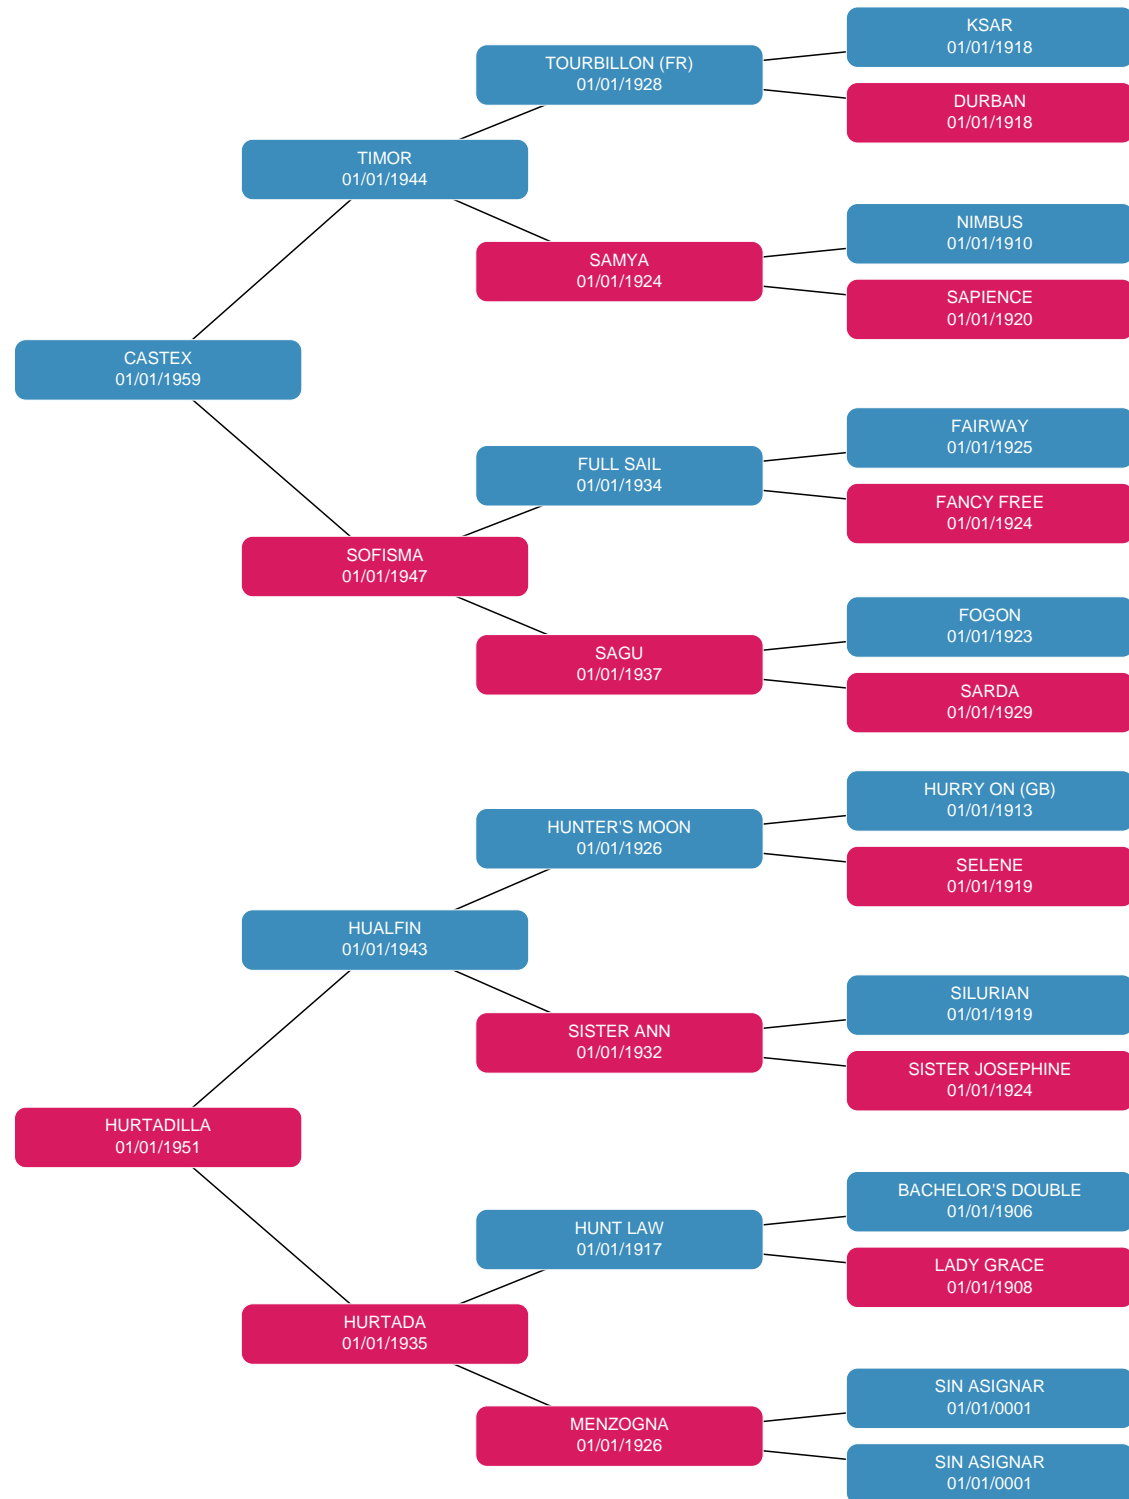 KSAR
01/01/1918
TOURBILLON (FR)
01/01/1928
DURBAN
01/01/1918
TIMOR
01/01/1944
NIMBUS
01/01/1910
SAMYA
01/01/1924
SAPIENCE
01/01/1920
CASTEX
01/01/1959
FAIRWAY
01/01/1925
FULL SAIL
01/01/1934
FANCY FREE
01/01/1924
SOFISMA
01/01/1947
FOGON
01/01/1923
SAGU
01/01/1937
SARDA
01/01/1929
HURRY ON (GB)
01/01/1913
HUNTER'S MOON
01/01/1926
SELENE
01/01/1919
HUALFIN
01/01/1943
SILURIAN
01/01/1919
SISTER ANN
01/01/1932
SISTER JOSEPHINE
01/01/1924
HURTADILLA
01/01/1951
BACHELOR'S DOUBLE
01/01/1906
HUNT LAW
01/01/1917
LADY GRACE
01/01/1908
HURTADA
01/01/1935
SIN ASIGNAR
01/01/0001
MENZOGNA
01/01/1926
SIN ASIGNAR
01/01/0001